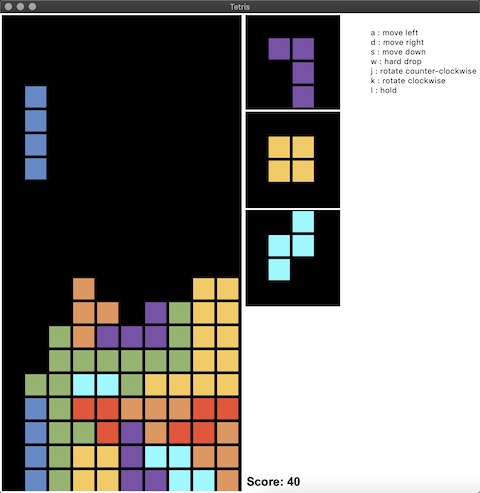 Tetris
a : move left
d : move right
s : move down
w : hard drop
j : rotate counter-clockwise
k : rotate clockwise
l : hold
Score: 40